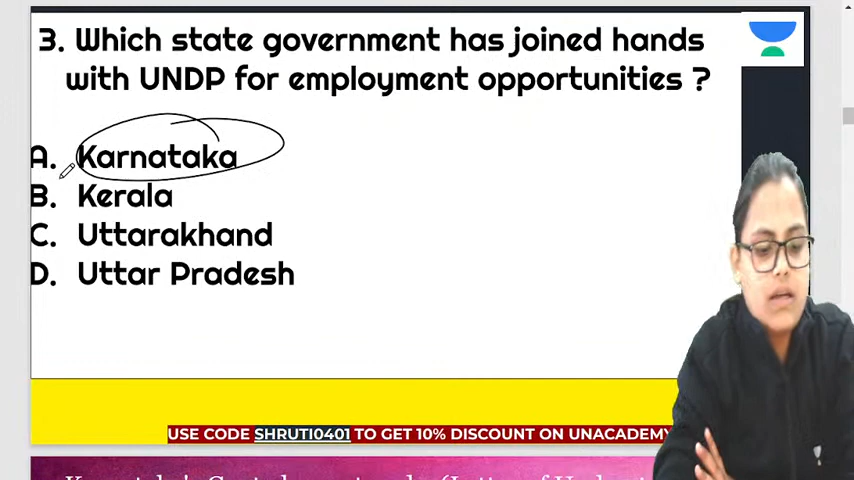 3. Which state government has joined hands
with UNDP for employment opportunities ?
A. Karnataka
B. Kerala
C. Uttarakhand
D. Uttar Pradesh
USE CODE SHRUTI0401 TO GET 10% DISCOUNT ON UNACADEMY